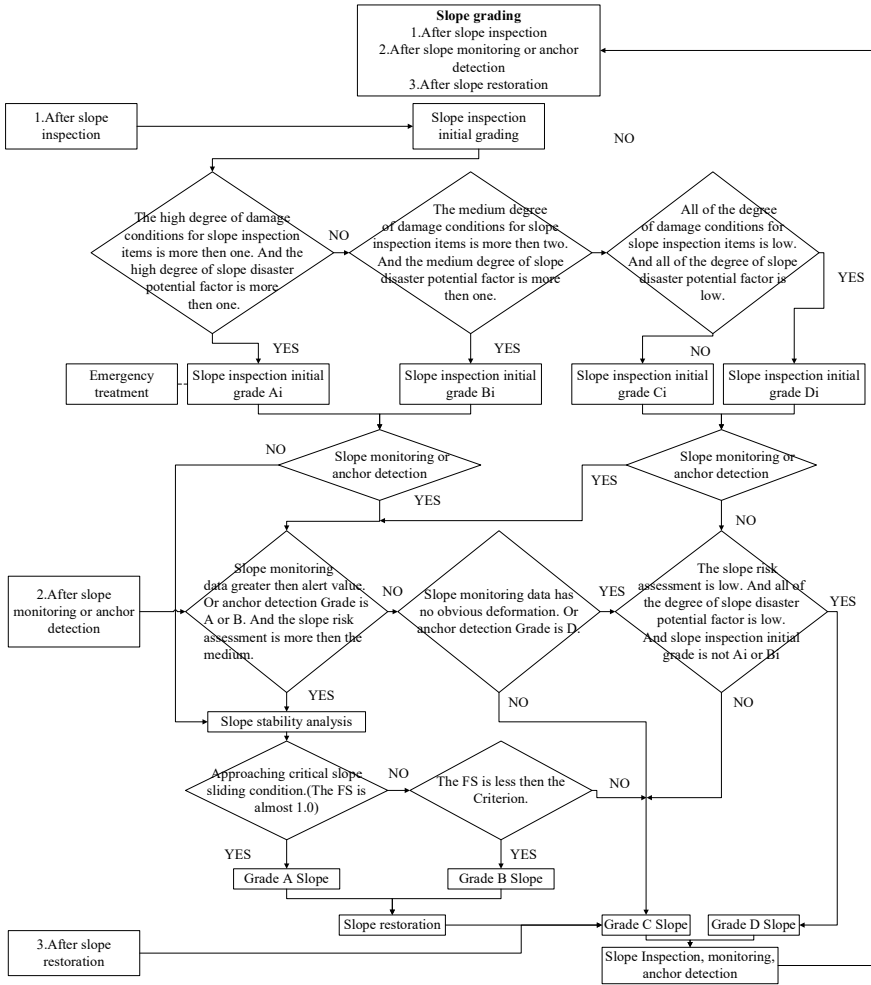 Slope grading
1.After slope inspection
2.After slope monitoring or anchor
detection
3.After slope restoration
1.After slope
inspection
Slope inspection
initial grading
NO
The high degree of damage
conditions for slope inspection
items is more then one. And the
high degree of slope disaster
potential factor is more
then one.
NO
The medium degree
of damage conditions for slope
inspection items is more then two.
And the medium degree of slope
disaster potential factor is more
then one.
All of the degree
of damage conditions for
slope inspection items is low.
And all of the degree of slope
disaster potential factor is
low.
YES
YES
YES
NO
Emergency
treatment
Slope inspection initial
grade Ai
Slope inspection initial
grade Bi
Slope inspection initial
grade Ci
Slope inspection initial
grade Di
NO
Slope monitoring or
anchor detection
YES
Slope monitoring or
anchor detection
YES
NO
2.After slope
monitoring or anchor
detection
Slope monitoring
data greater then alert value.
Or anchor detection Grade is
A or B. And the slope risk
assessment is more then the
medium.
NO
Slope monitoring data has
no obvious deformation. Or
anchor detection Grade is D.
YES
The slope risk
assessment is low. And all of
the degree of slope disaster
potential factor is low.
And slope inspection initial
grade is not Ai or Bi
YES
YES
NO
NO
Slope stability analysis
Approaching critical slope
sliding condition.(The FS is
almost 1.0)
NO
The FS is less then the
Criterion.
NO
YES
YES
Grade A Slope
Grade B Slope
Slope restoration
Grade C Slope
Grade D Slope
3.After slope
restoration
Slope Inspection, monitoring,
anchor detection